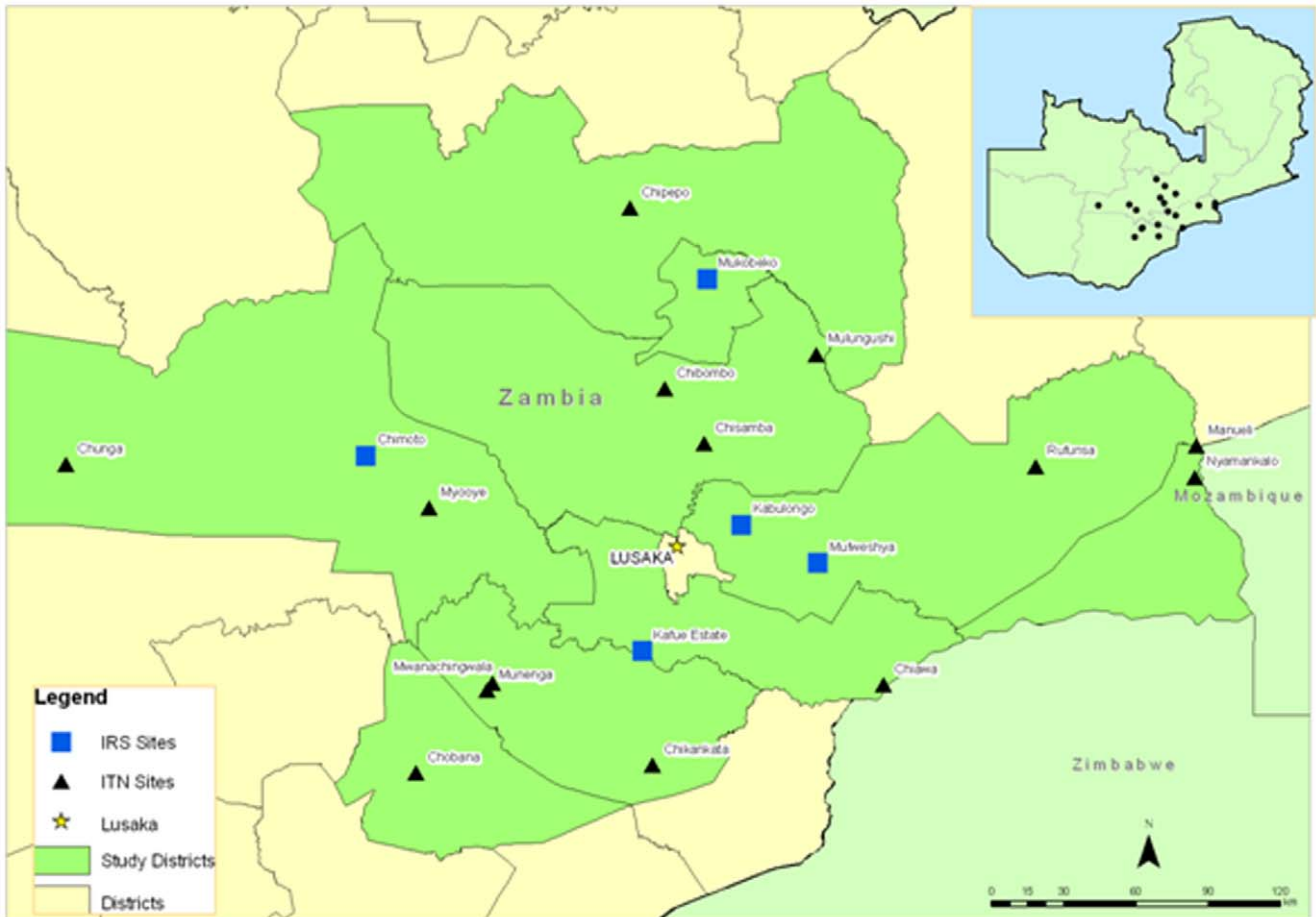 Chipepo
Mukobeko
Mulungushi
Chibombo
Zambia
Chisamba
Chimoto
Chunga
Manueli
Rufunsa
Nyamankalo
Mozambique
Myooye
Kabulongo
Mufweshya
LUSAKA
Kafue Estate
Mwanachingwala
Munenga
Chiawa
Chikankata
Chobana
Zimbabwe
Legend
IRS Sites
ITN Sites
Lusaka
Study Districts
Districts
N
0 15 30 60 90 120
km